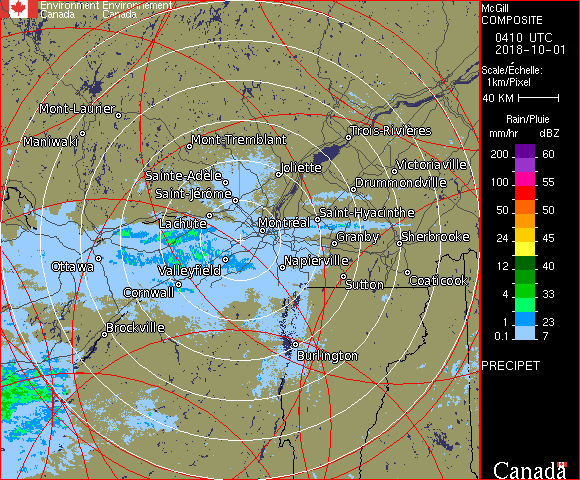 Environment Environnement
Canada Canada
McGill
COMPOSITE
0410 UTC
2018-10-01
Scale/Échelle:
1km/Pixel
40 KM
Rain/Pluie
mm/hr dBZ
200 60
100 55
50 50
24 45
12 40
4 33
1 23
0.1 7
PRECIPET
Canada
Mont-Laurier
Maniwaki
Mont-Tremblant
Trois-Rivières
Joliette
Victoriaville
Sainte-Adèle
Drummondville
Saint-Jérôme
Saint-Hyacinthe
Lachute
Montréal
Granby
Sherbrooke
Ottawa
Valleyfield
Napierville
Cornwall
Sutton
Coaticook
Brockville
Burlington